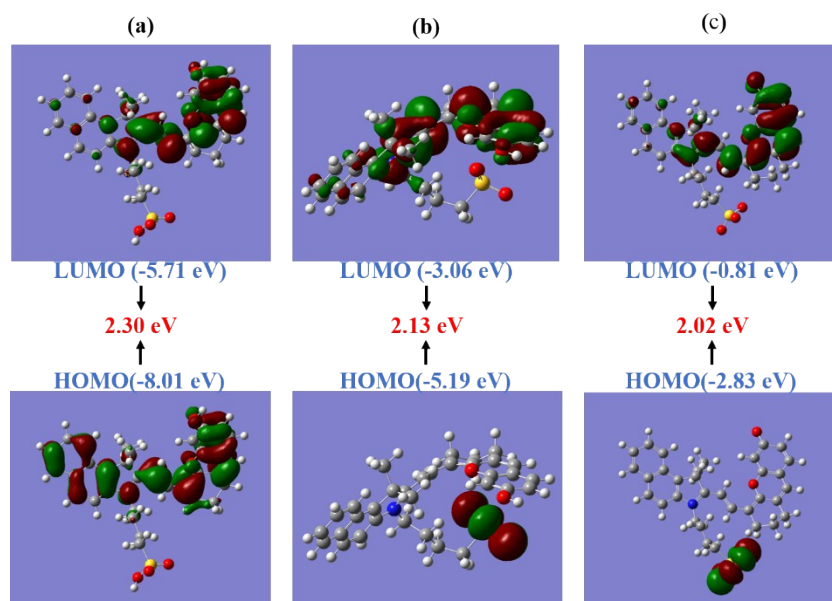 (a) (b) (c)
LUMO (-5.71 eV) LUMO (-3.06 eV) LUMO (-0.81 eV)
2.30 eV 2.13 eV 2.02 eV
HOMO(-8.01 eV) HOMO(-5.19 eV) HOMO(-2.83 eV)